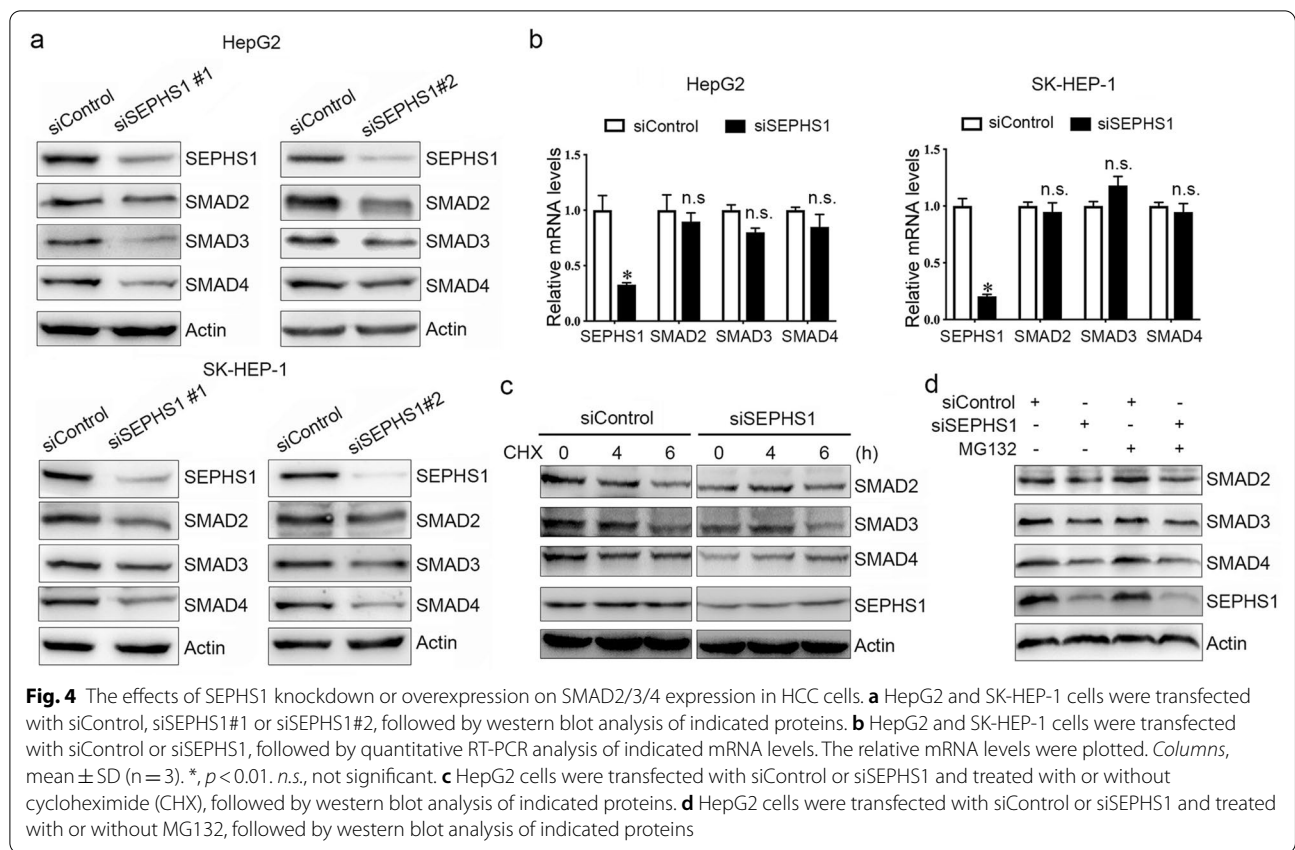 a
HepG2
siControl
siSEPHS1 #1
SEPHS1
SMAD2
SMAD3
SMAD4
Actin
siControl
siSEPHS1#2
SEPHS1
SMAD2
SMAD3
SMAD4
Actin
SK-HEP-1
siControl
siSEPHS1 #1
SEPHS1
SMAD2
SMAD3
SMAD4
Actin
siControl
siSEPHS1#2
SEPHS1
SMAD2
SMAD3
SMAD4
Actin
b
HepG2
siControl siSEPHS1
Relative mRNA levels
1.5
1.0
0.5
0.0
* n.s n.s. n.s.
SEPHS1 SMAD2 SMAD3 SMAD4
SK-HEP-1
siControl siSEPHS1
Relative mRNA levels
1.5
1.0
0.5
0.0
* n.s. n.s. n.s.
SEPHS1 SMAD2 SMAD3 SMAD4
c
siControl siSEPHS1
CHX 0 4 6 0 4 6 (h)
SMAD2
SMAD3
SMAD4
SEPHS1
Actin
d
siControl + - + -
siSEPHS1 - + - +
MG132 - - + +
SMAD2
SMAD3
SMAD4
SEPHS1
Actin
Fig. 4 The effects of SEPHS1 knockdown or overexpression on SMAD2/3/4 expression in HCC cells. a HepG2 and SK-HEP-1 cells were transfected
with siControl, siSEPHS1#1 or siSEPHS1#2, followed by western blot analysis of indicated proteins. b HepG2 and SK-HEP-1 cells were transfected
with siControl or siSEPHS1, followed by quantitative RT-PCR analysis of indicated mRNA levels. The relative mRNA levels were plotted. Columns,
mean ± SD (n = 3). *, p < 0.01. n.s., not significant. c HepG2 cells were transfected with siControl or siSEPHS1 and treated with or without
cycloheximide (CHX), followed by western blot analysis of indicated proteins. d HepG2 cells were transfected with siControl or siSEPHS1 and treated
with or without MG132, followed by western blot analysis of indicated proteins